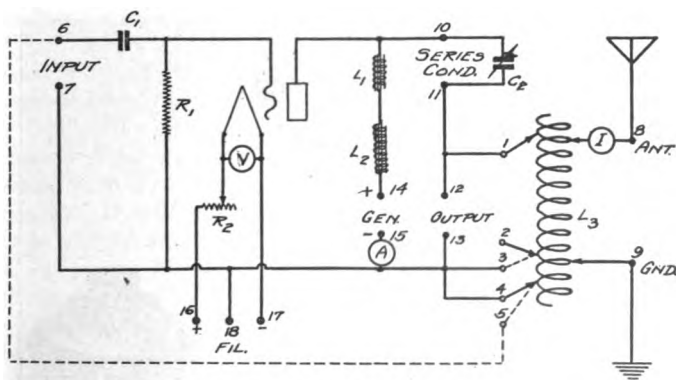 6
C1
INPUT
7
R1
V
R2
16
+
18
17
-
FIL.
10
SERIES
COND.
CE
11
L1
L2
+
14
GEN.
-
15
A
12
OUTPUT
13
1
2
3
4
5
L3
I
8
ANT.
9
GND.